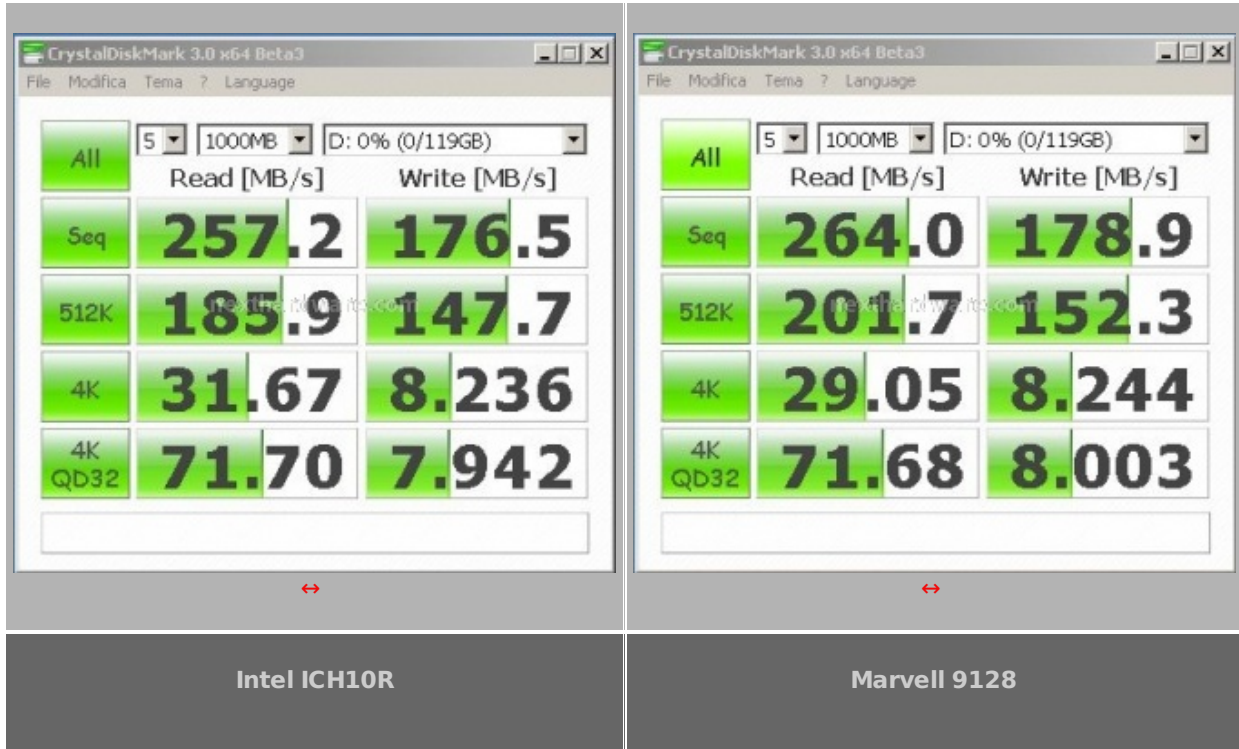 CrystalDiskMark 3.0 x64 Beta3
File Modifica Tema ? Language
All 5 1000MB D: 0% (0/119GB)
Read [MB/s] Write [MB/s]
Seq 257.2 176.5
512K 185.9 147.7
4K 31.67 8.236
4K QD32 71.70 7.942
↔
Intel ICH10R
CrystalDiskMark 3.0 x64 Beta3
File Modifica Tema ? Language
All 5 1000MB D: 0% (0/119GB)
Read [MB/s] Write [MB/s]
Seq 264.0 178.9
512K 201.7 152.3
4K 29.05 8.244
4K QD32 71.68 8.003
↔
Marvell 9128